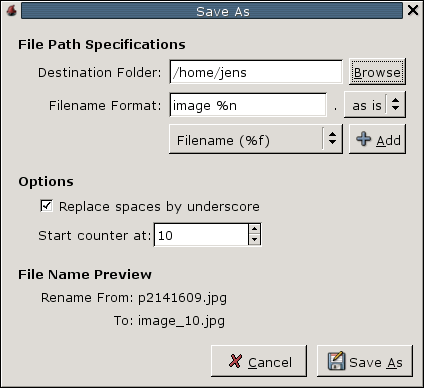 Save As
File Path Specifications
Destination Folder: /home/jens Browse
Filename Format: image %n . as is
Filename (%f) Add
Options
Replace spaces by underscore
Start counter at: 10
File Name Preview
Rename From: p2141609.jpg
To: image_10.jpg
Cancel Save As